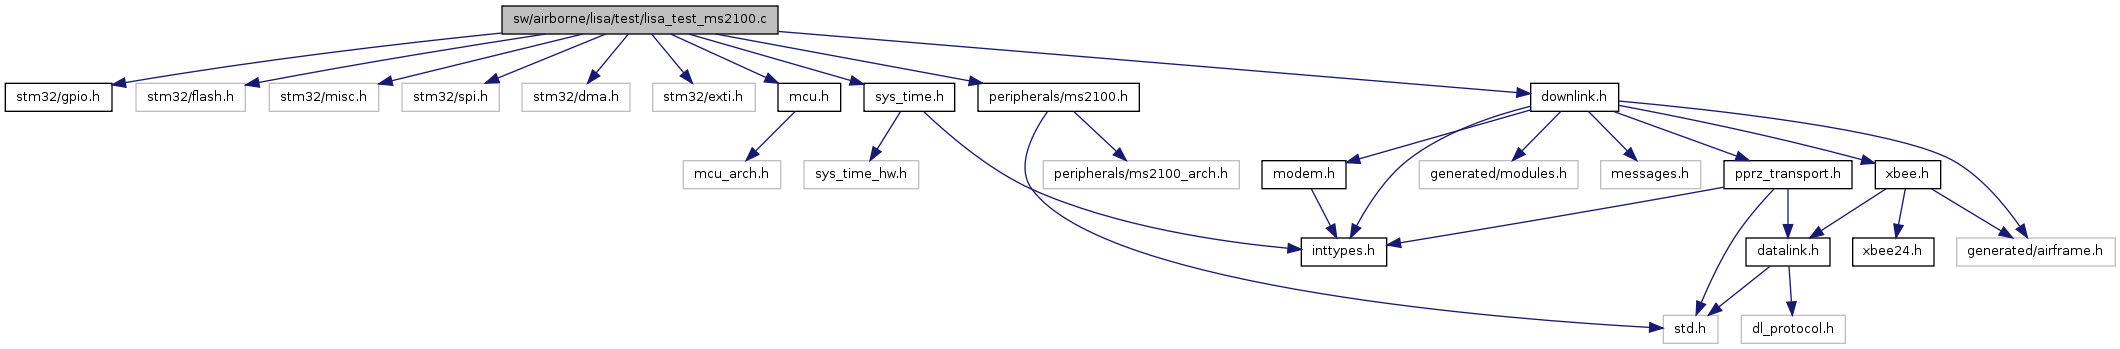 sw/airborne/lisa/test/lisa_test_ms2100.c
stm32/gpio.h
stm32/flash.h
stm32/misc.h
stm32/spi.h
stm32/dma.h
stm32/exti.h
mcu.h
sys_time.h
peripherals/ms2100.h
downlink.h
mcu_arch.h
sys_time_hw.h
peripherals/ms2100_arch.h
modem.h
generated/modules.h
messages.h
pprz_transport.h
xbee.h
inttypes.h
datalink.h
xbee24.h
generated/airframe.h
std.h
dl_protocol.h